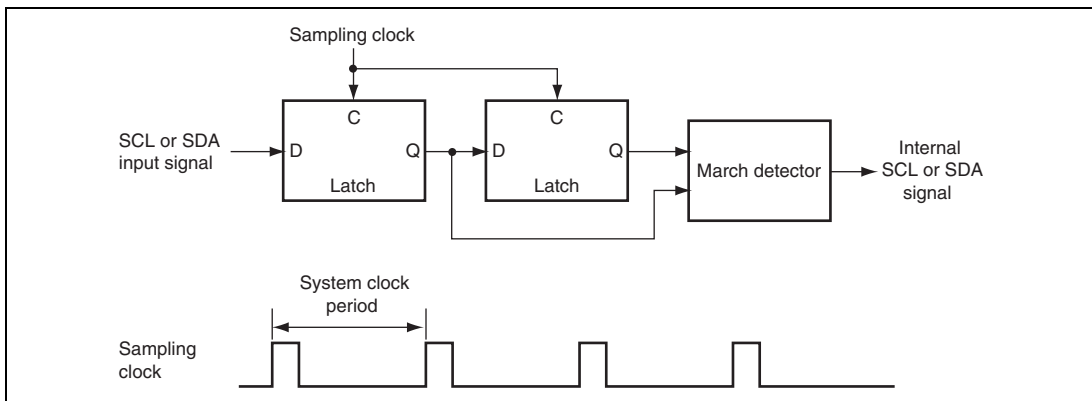 Sampling clock
C
C
SCL or SDA
input signal
D
Q
D
Q
Latch
Latch
March detector
Internal
SCL or SDA
signal
System clock
period
Sampling
clock